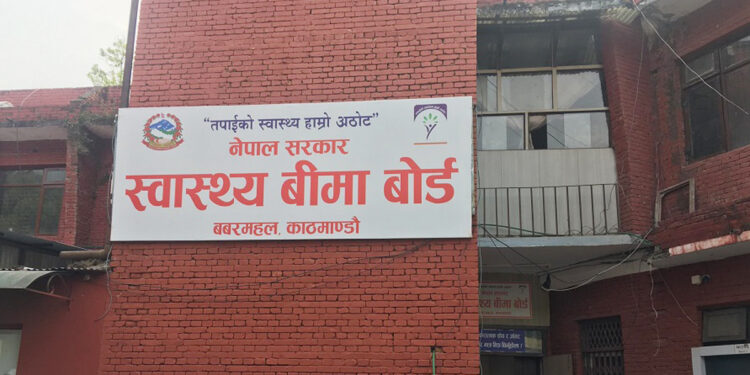 "तपाईको स्वास्थ्य हाम्रो अठोट"
नेपाल सरकार
स्वास्थ्य बीमा बोर्ड
बबरमहल, काठमाण्डौ
स्वास्थ्य बीमा बोर्ड